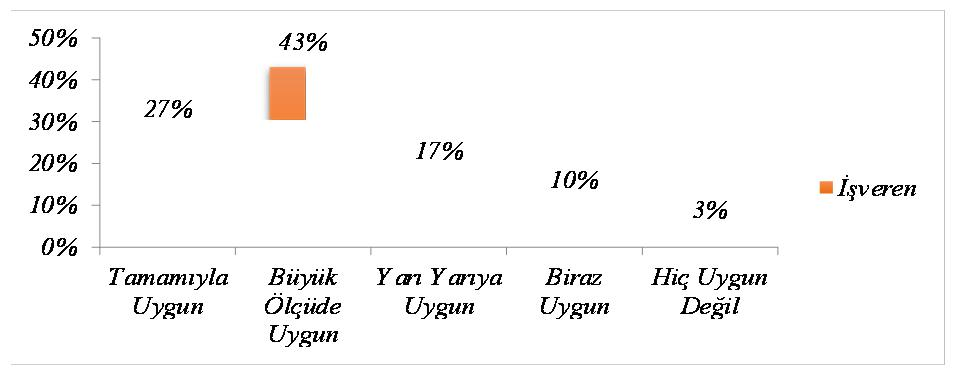 50%
40%
30%
20%
10%
0%
27%
43%
17%
10%
3%
Tamamıyla
Uygun
Büyük
Ölçüde
Uygun
Yarı Yarıya
Uygun
Biraz
Uygun
Hiç Uygun
Değil
İşveren